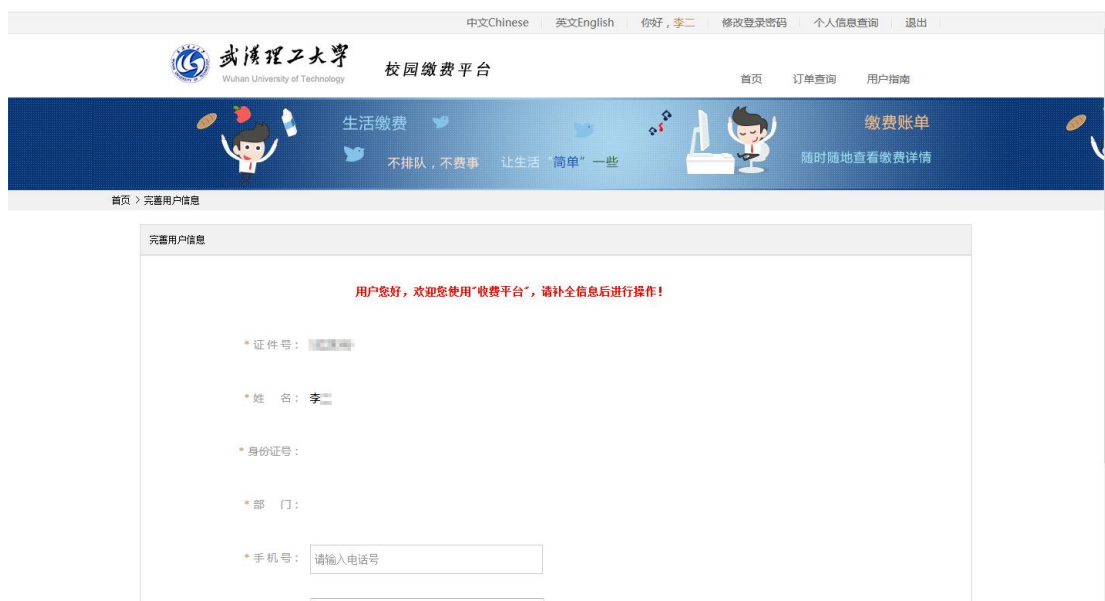 中文Chinese 英文English 你好，李二 修改登录密码 个人信息查询 退出
武汉理工大学
Wuhan University of Technology
校园缴费平台
首页 订单查询 用户指南
生活缴费
不排队，不费事 让生活“简单”一些
缴费账单
随时随地查看缴费详情
首页 > 完善用户信息
完善用户信息
用户您好，欢迎您使用"收费平台"，请补全信息后进行操作！
* 证件号：
* 姓 名： 李
* 身份证号：
* 部 门：
* 手机号： 请输入电话号